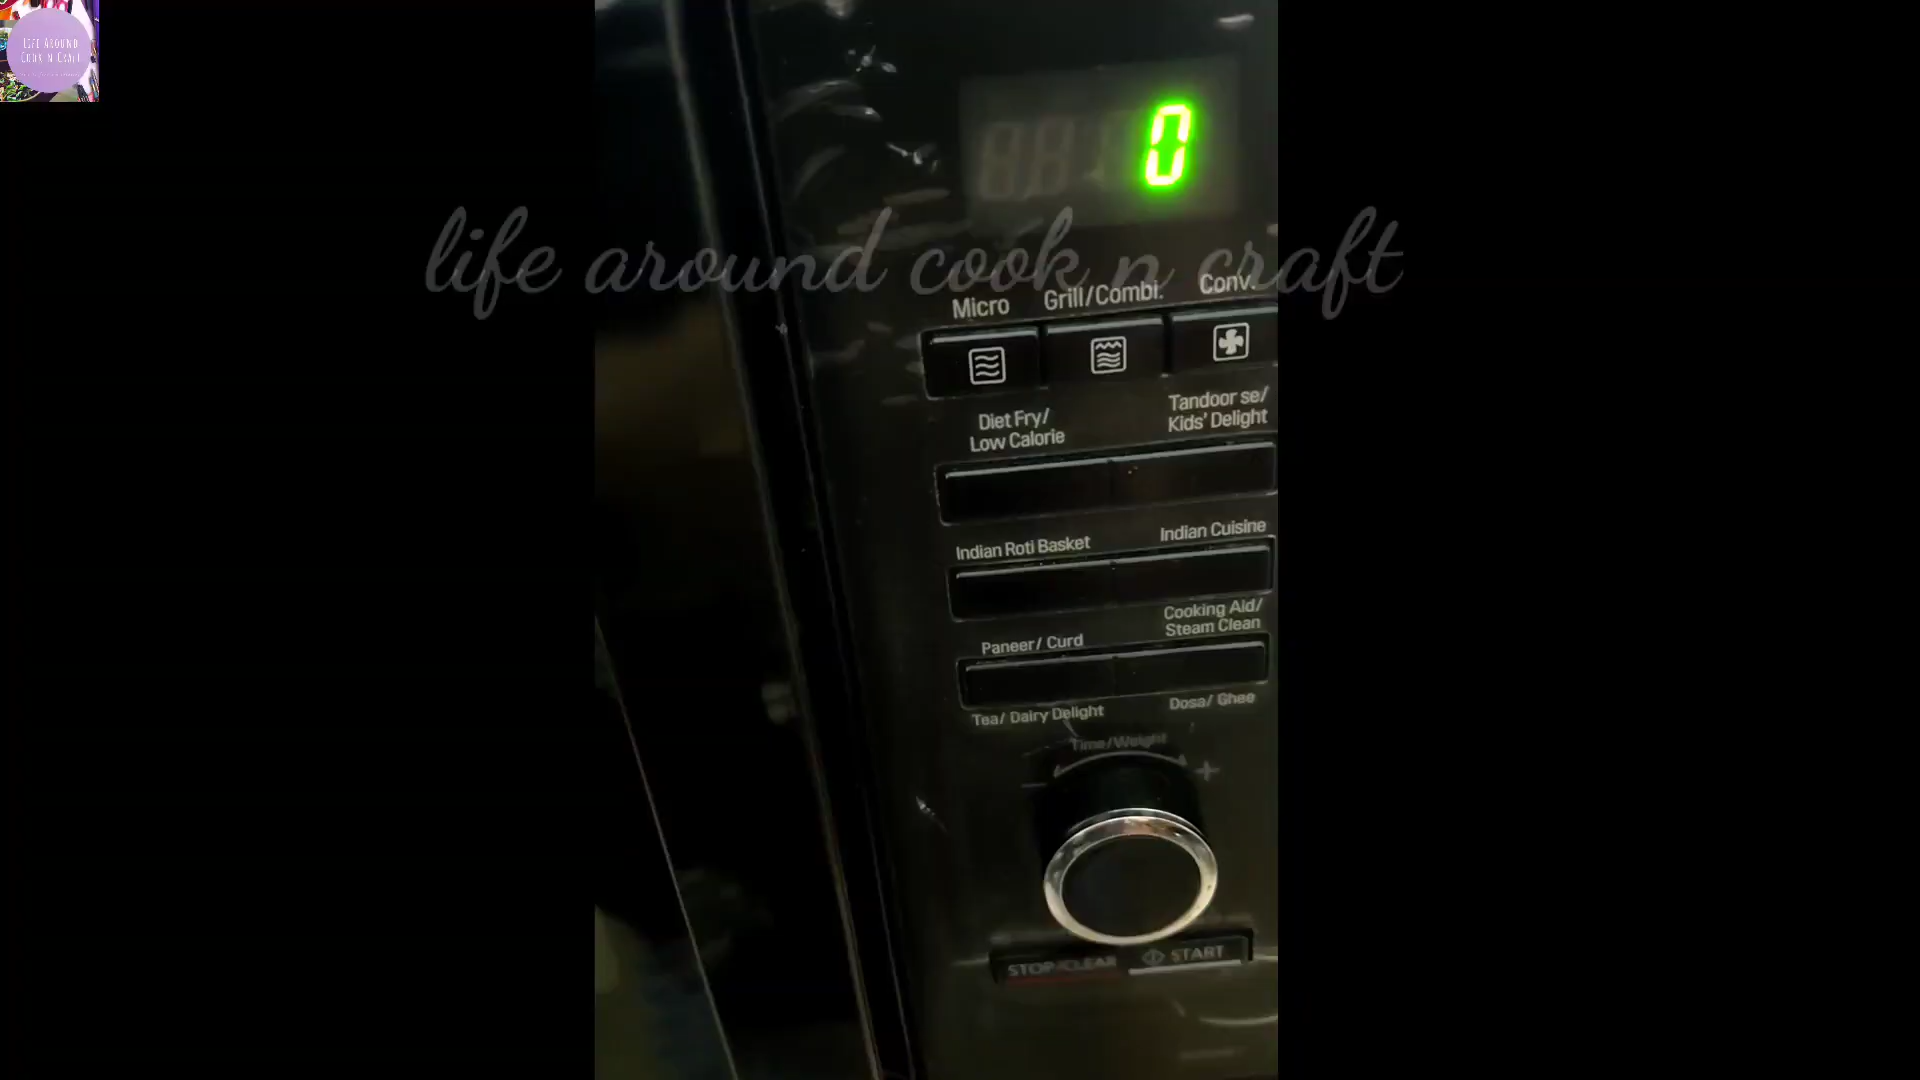 LIFE AROUND
COOK N CRAFT
0
life around cook n craft
Micro Grill/Combi. Conv.
Diet Fry/
Low Calorie
Tandoor se/
Kids' Delight
Indian Roti Basket Indian Cuisine
Paneer/ Curd
Cooking Aid/
Steam Clean
Tea/ Dairy Delight Dosa/ Ghee
Time/Weight
- +
STOP/CLEAR START